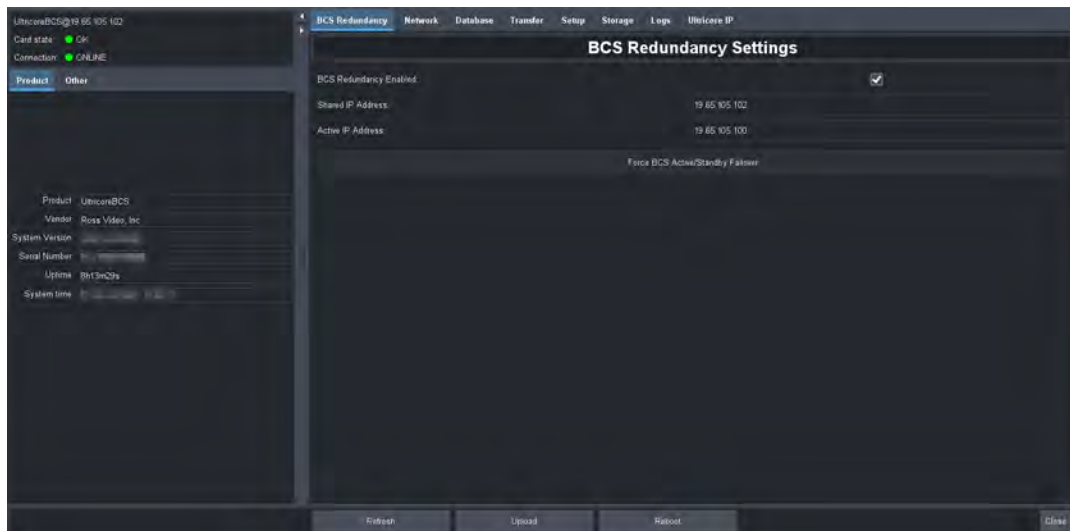 UltricoreBCS@19.65.105.102
Card state: OK
Connection: ONLINE
Product Other
Product UltricoreBCS
Vendor Ross Video, Inc
System Version
Serial Number
Uptime 8h13m29s
System time
BCS Redundancy Network Database Transfer Setup Storage Logs Ultricore IP
BCS Redundancy Settings
BCS Redundancy Enabled:
Shared IP Address: 19.65.105.102
Active IP Address: 19.65.105.100
Force BCS Active/Standby Failover
Refresh Upload Reboot Close